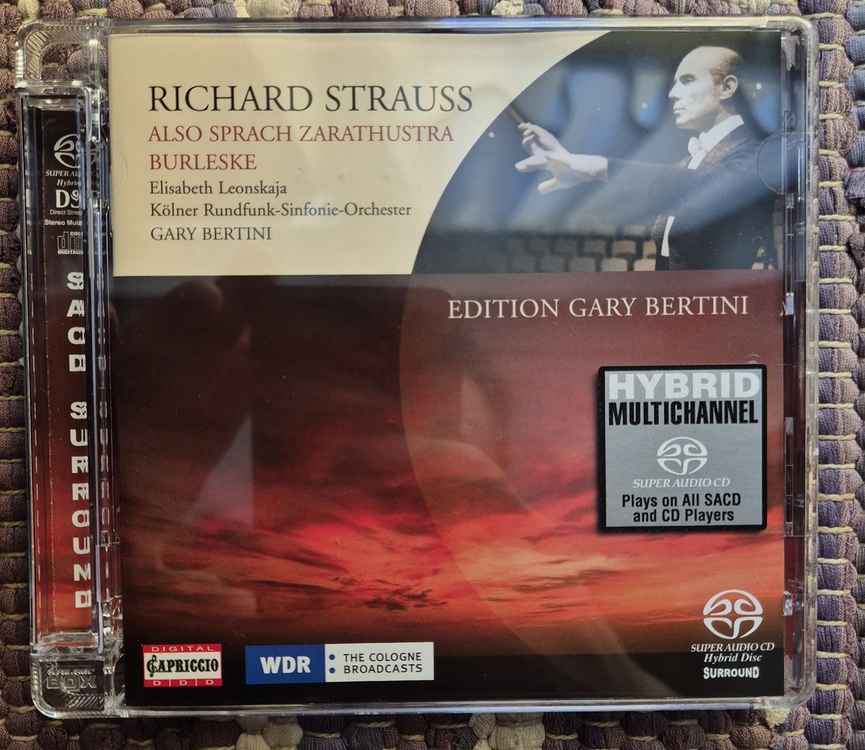 RICHARD STRAUSS
ALSO SPRACH ZARATHUSTRA
BURLESKE
Elisabeth Leonskaja
Kölner Rundfunk-Sinfonie-Orchester
GARY BERTINI
EDITION GARY BERTINI
HYBRID
MULTICHANNEL
SUPER AUDIO CD
Plays on All SACD
and CD Players
DIGITAL
CAPRICCIO
D D D
WDR
THE COLOGNE
BROADCASTS
SUPER AUDIO CD
Hybrid Disc
SURROUND
SACD SURROUND